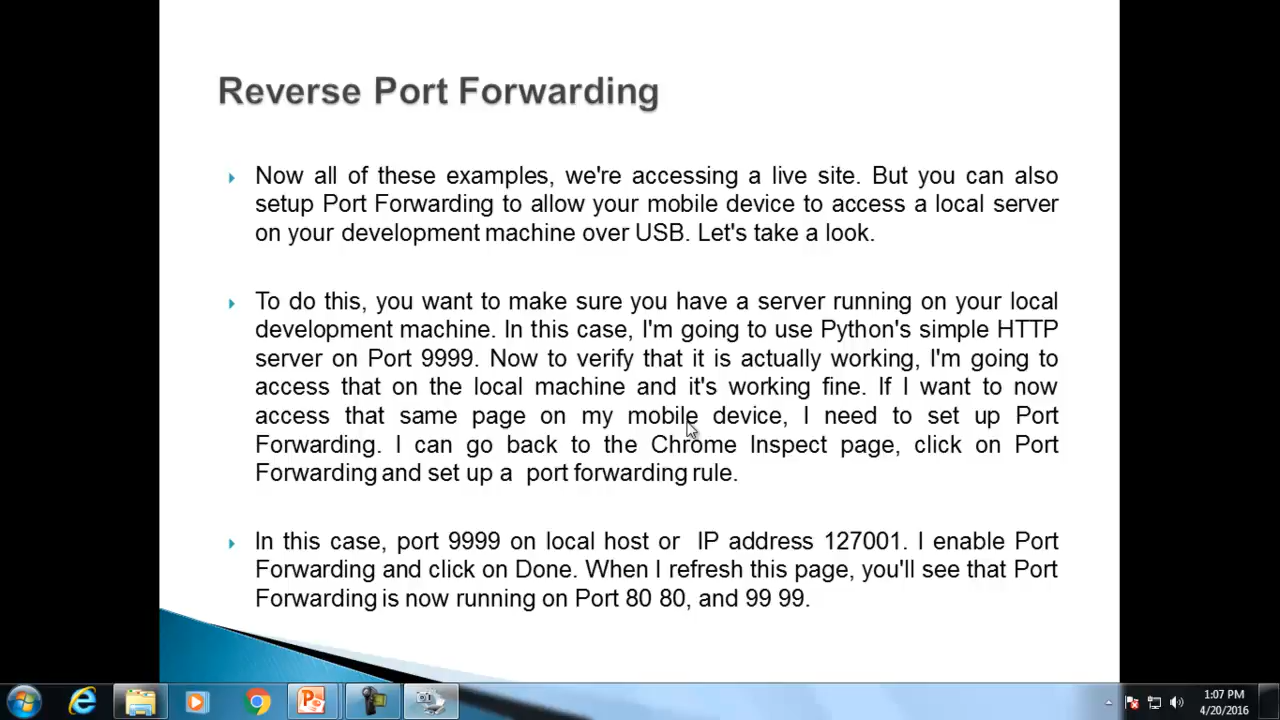 Reverse Port Forwarding
Now all of these examples, we're accessing a live site. But you can also
setup Port Forwarding to allow your mobile device to access a local server
on your development machine over USB. Let's take a look.
To do this, you want to make sure you have a server running on your local
development machine. In this case, I'm going to use Python's simple HTTP
server on Port 9999. Now to verify that it is actually working, I'm going to
access that on the local machine and it's working fine. If I want to now
access that same page on my mobile device, I need to set up Port
Forwarding. I can go back to the Chrome Inspect page, click on Port
Forwarding and set up a port forwarding rule.
In this case, port 9999 on local host or IP address 127001. I enable Port
Forwarding and click on Done. When I refresh this page, you'll see that Port
Forwarding is now running on Port 80 80, and 99 99.
1:07 PM
4/20/2016